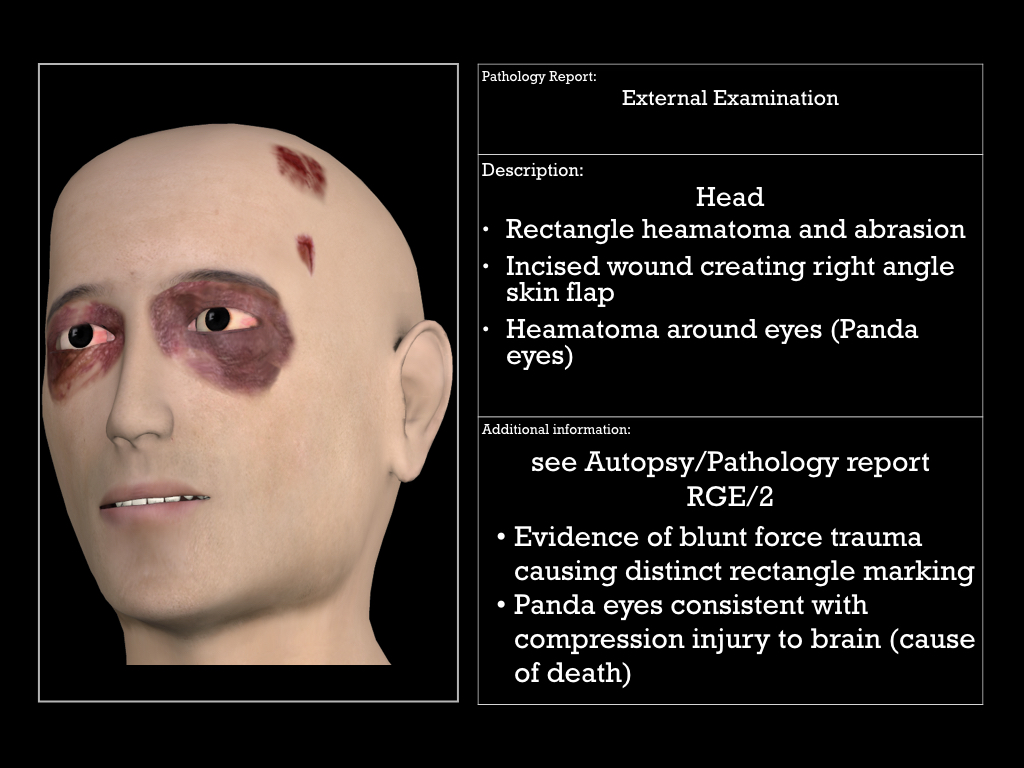 Pathology Report:
External Examination
Description:
Head
• Rectangle heamatoma and abrasion
• Incised wound creating right angle
skin flap
• Heamatoma around eyes (Panda
eyes)
Additional information:
see Autopsy/Pathology report
RGE/2
• Evidence of blunt force trauma
causing distinct rectangle marking
• Panda eyes consistent with
compression injury to brain (cause
of death)